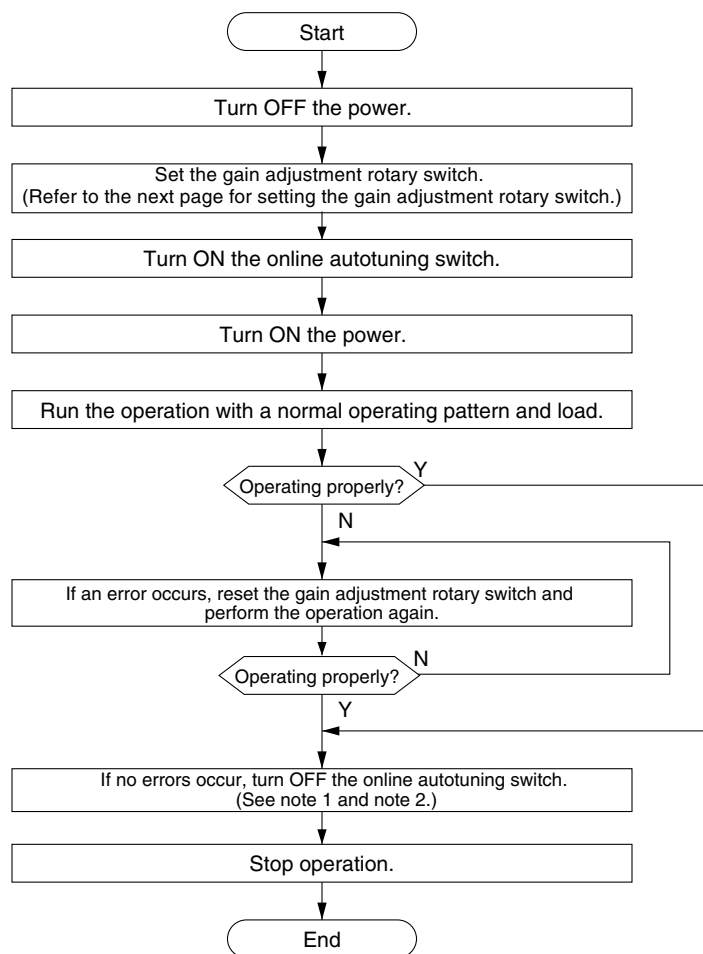 Start
Turn OFF the power.
Set the gain adjustment rotary switch.
(Refer to the next page for setting the gain adjustment rotary switch.)
Turn ON the online autotuning switch.
Turn ON the power.
Run the operation with a normal operating pattern and load.
Operating properly?
Y
N
If an error occurs, reset the gain adjustment rotary switch and
perform the operation again.
Operating properly?
N
Y
If no errors occur, turn OFF the online autotuning switch.
(See note 1 and note 2.)
Stop operation.
End